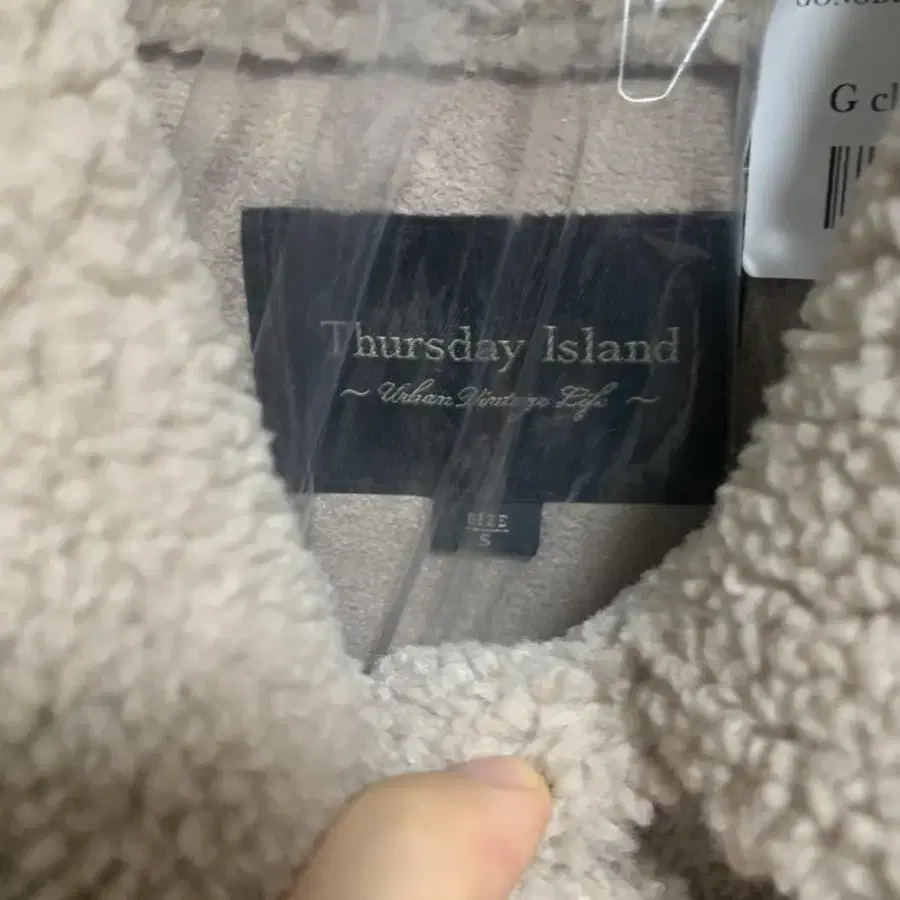 G cl
Thursday Island
~ Urban Vintage Life ~
SIZE
S